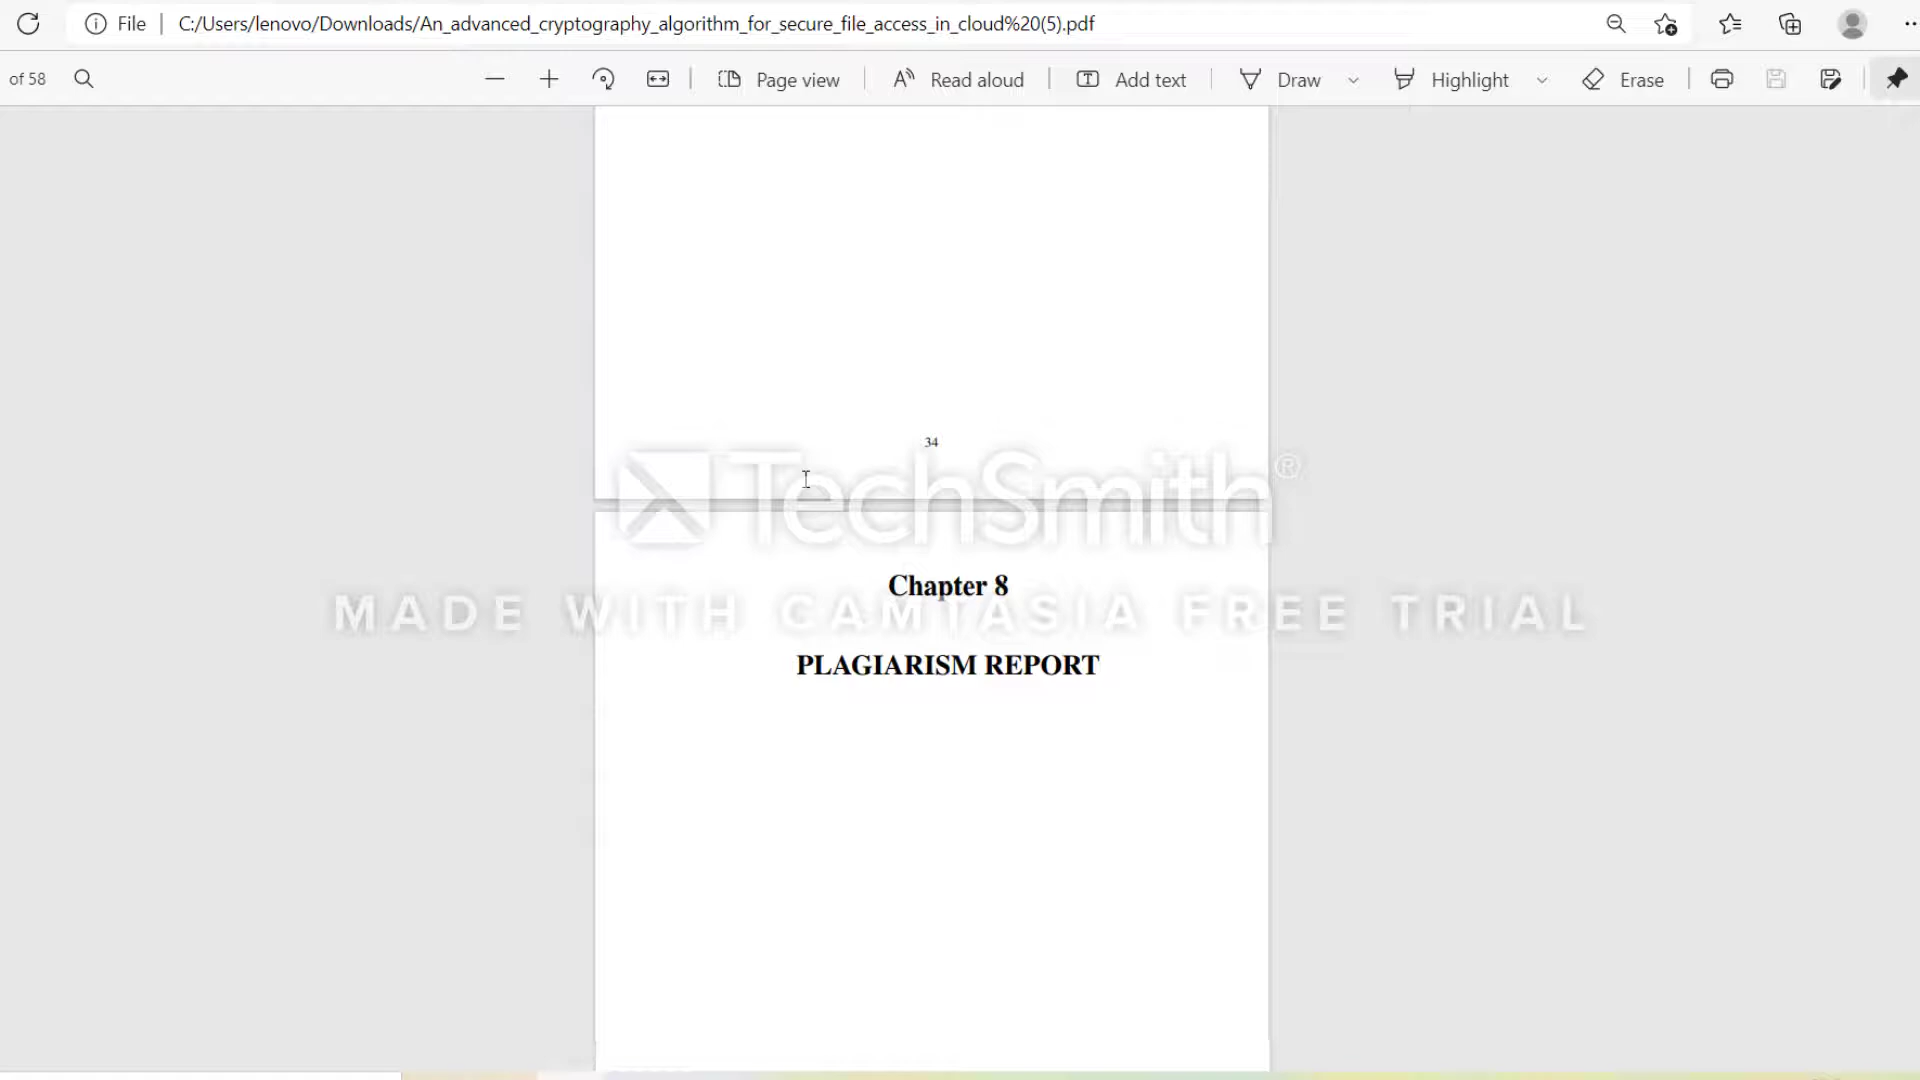 File C:/Users/lenovo/Downloads/An_advanced_cryptography_algorithm_for_secure_file_access_in_cloud%20(5).pdf
of 58 Page view Read aloud Add text Draw Highlight Erase
34
TechSmith®
Chapter 8
MADE WITH CAMTASIA FREE TRIAL
PLAGIARISM REPORT